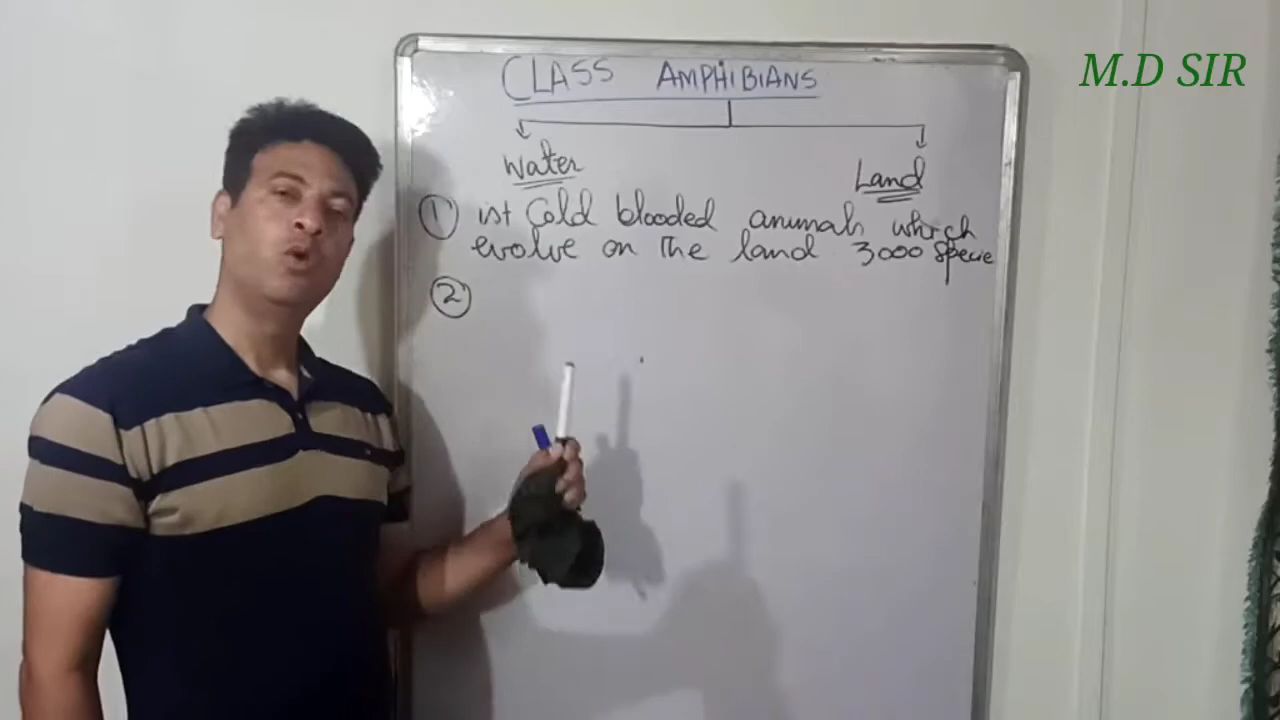 M.D SIR
CLASS AMPHIBIANS
Water
Land
① ist Cold blooded animals which
evolve on the land 3000 specie
②